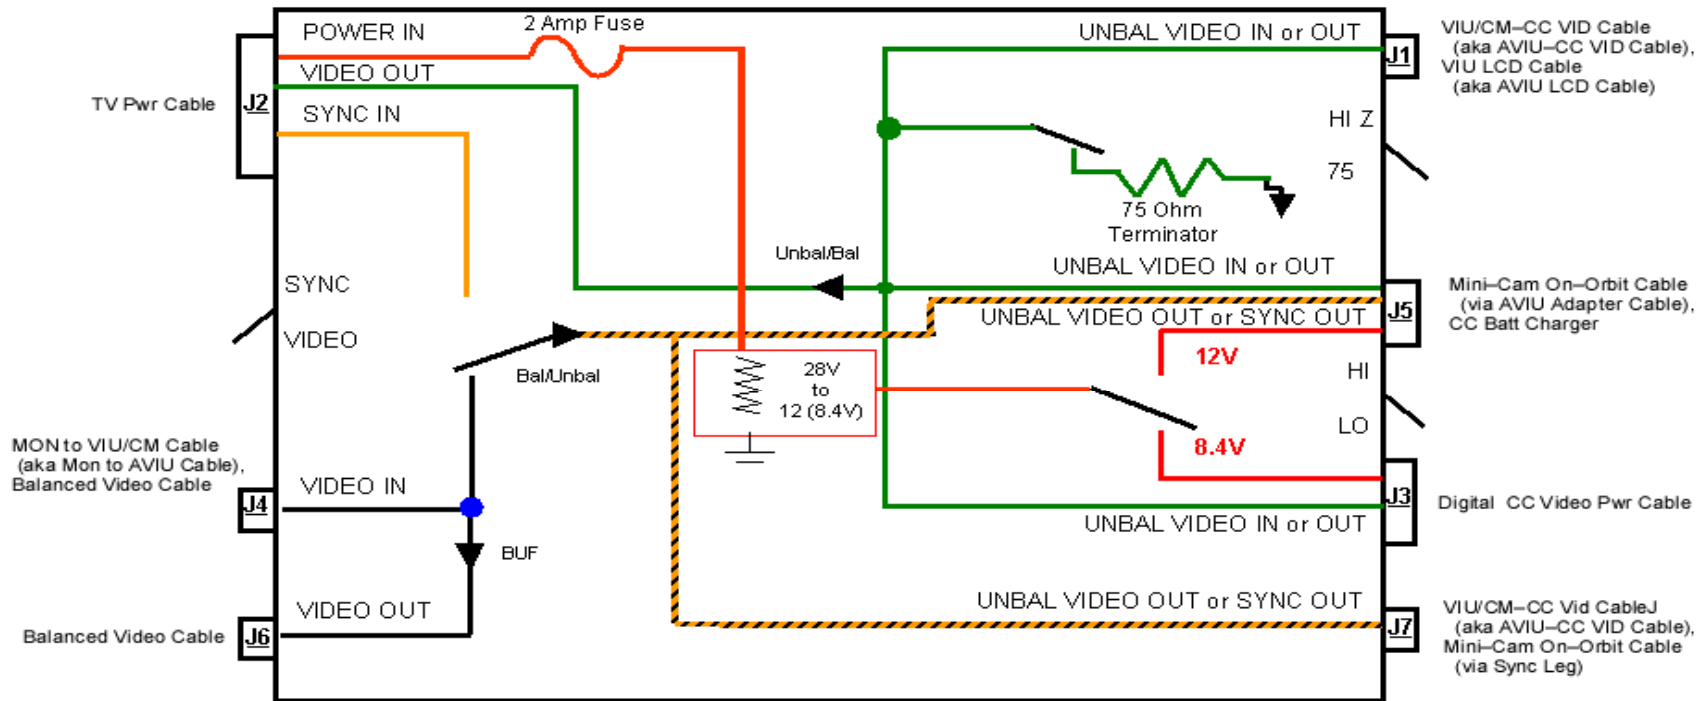 POWER IN
2 Amp Fuse
UNBAL VIDEO IN or OUT
VIU/CM–CC VID Cable
(aka AVIU–CC VID Cable),
VIU LCD Cable
(aka AVIU LCD Cable)
J1
VIDEO OUT
TV Pwr Cable
J2
SYNC IN
HI Z
75
75 Ohm
Terminator
Unbal/Bal
UNBAL VIDEO IN or OUT
SYNC
VIDEO
Mini–Cam On–Orbit Cable
(via AVIU Adapter Cable),
CC Batt Charger
J5
UNBAL VIDEO OUT or SYNC OUT
Bal/Unbal
28V
to
12 (8.4V)
12V
HI
LO
8.4V
MON to VIU/CM Cable
(aka Mon to AVIU Cable),
Balanced Video Cable
J4
VIDEO IN
J3
Digital CC Video Pwr Cable
UNBAL VIDEO IN or OUT
BUF
VIDEO OUT
Balanced Video Cable
J6
UNBAL VIDEO OUT or SYNC OUT
J7
VIU/CM–CC Vid CableJ
(aka AVIU–CC VID Cable),
Mini–Cam On–Orbit Cable
(via Sync Leg)